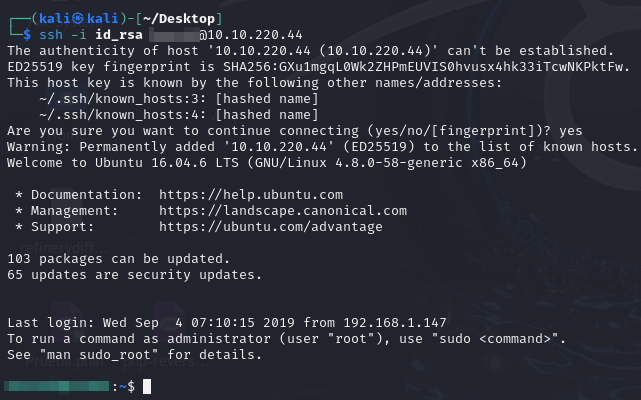 ┌──(kali㉿kali)-[~/Desktop]
└─$ ssh -i id_rsa @10.10.220.44
The authenticity of host '10.10.220.44 (10.10.220.44)' can't be established.
ED25519 key fingerprint is SHA256:GXu1mgqL0Wk2ZHPmEUVIS0hvusx4hk33iTcwNKPktFw.
This host key is known by the following other names/addresses:
    ~/.ssh/known_hosts:3: [hashed name]
    ~/.ssh/known_hosts:4: [hashed name]
Are you sure you want to continue connecting (yes/no/[fingerprint])? yes
Warning: Permanently added '10.10.220.44' (ED25519) to the list of known hosts.
Welcome to Ubuntu 16.04.6 LTS (GNU/Linux 4.8.0-58-generic x86_64)
 * Documentation:  https://help.ubuntu.com
 * Management:     https://landscape.canonical.com
 * Support:        https://ubuntu.com/advantage
103 packages can be updated.
65 updates are security updates.
Last login: Wed Sep  4 07:10:15 2019 from 192.168.1.147
To run a command as administrator (user "root"), use "sudo <command>".
See "man sudo_root" for details.
:~$